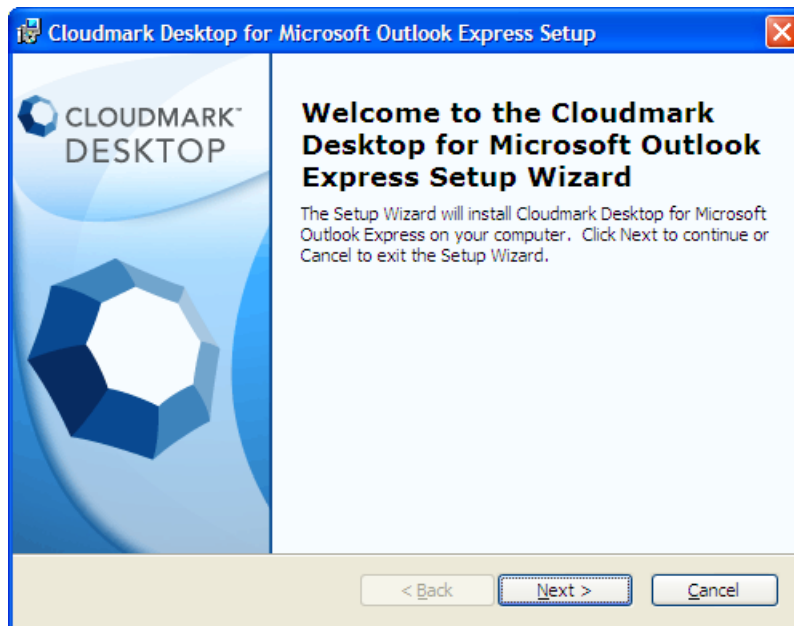 Cloudmark Desktop for Microsoft Outlook Express Setup
CLOUDMARK™
DESKTOP
Welcome to the Cloudmark
Desktop for Microsoft Outlook
Express Setup Wizard
The Setup Wizard will install Cloudmark Desktop for Microsoft
Outlook Express on your computer.  Click Next to continue or
Cancel to exit the Setup Wizard.
< Back
Next >
Cancel